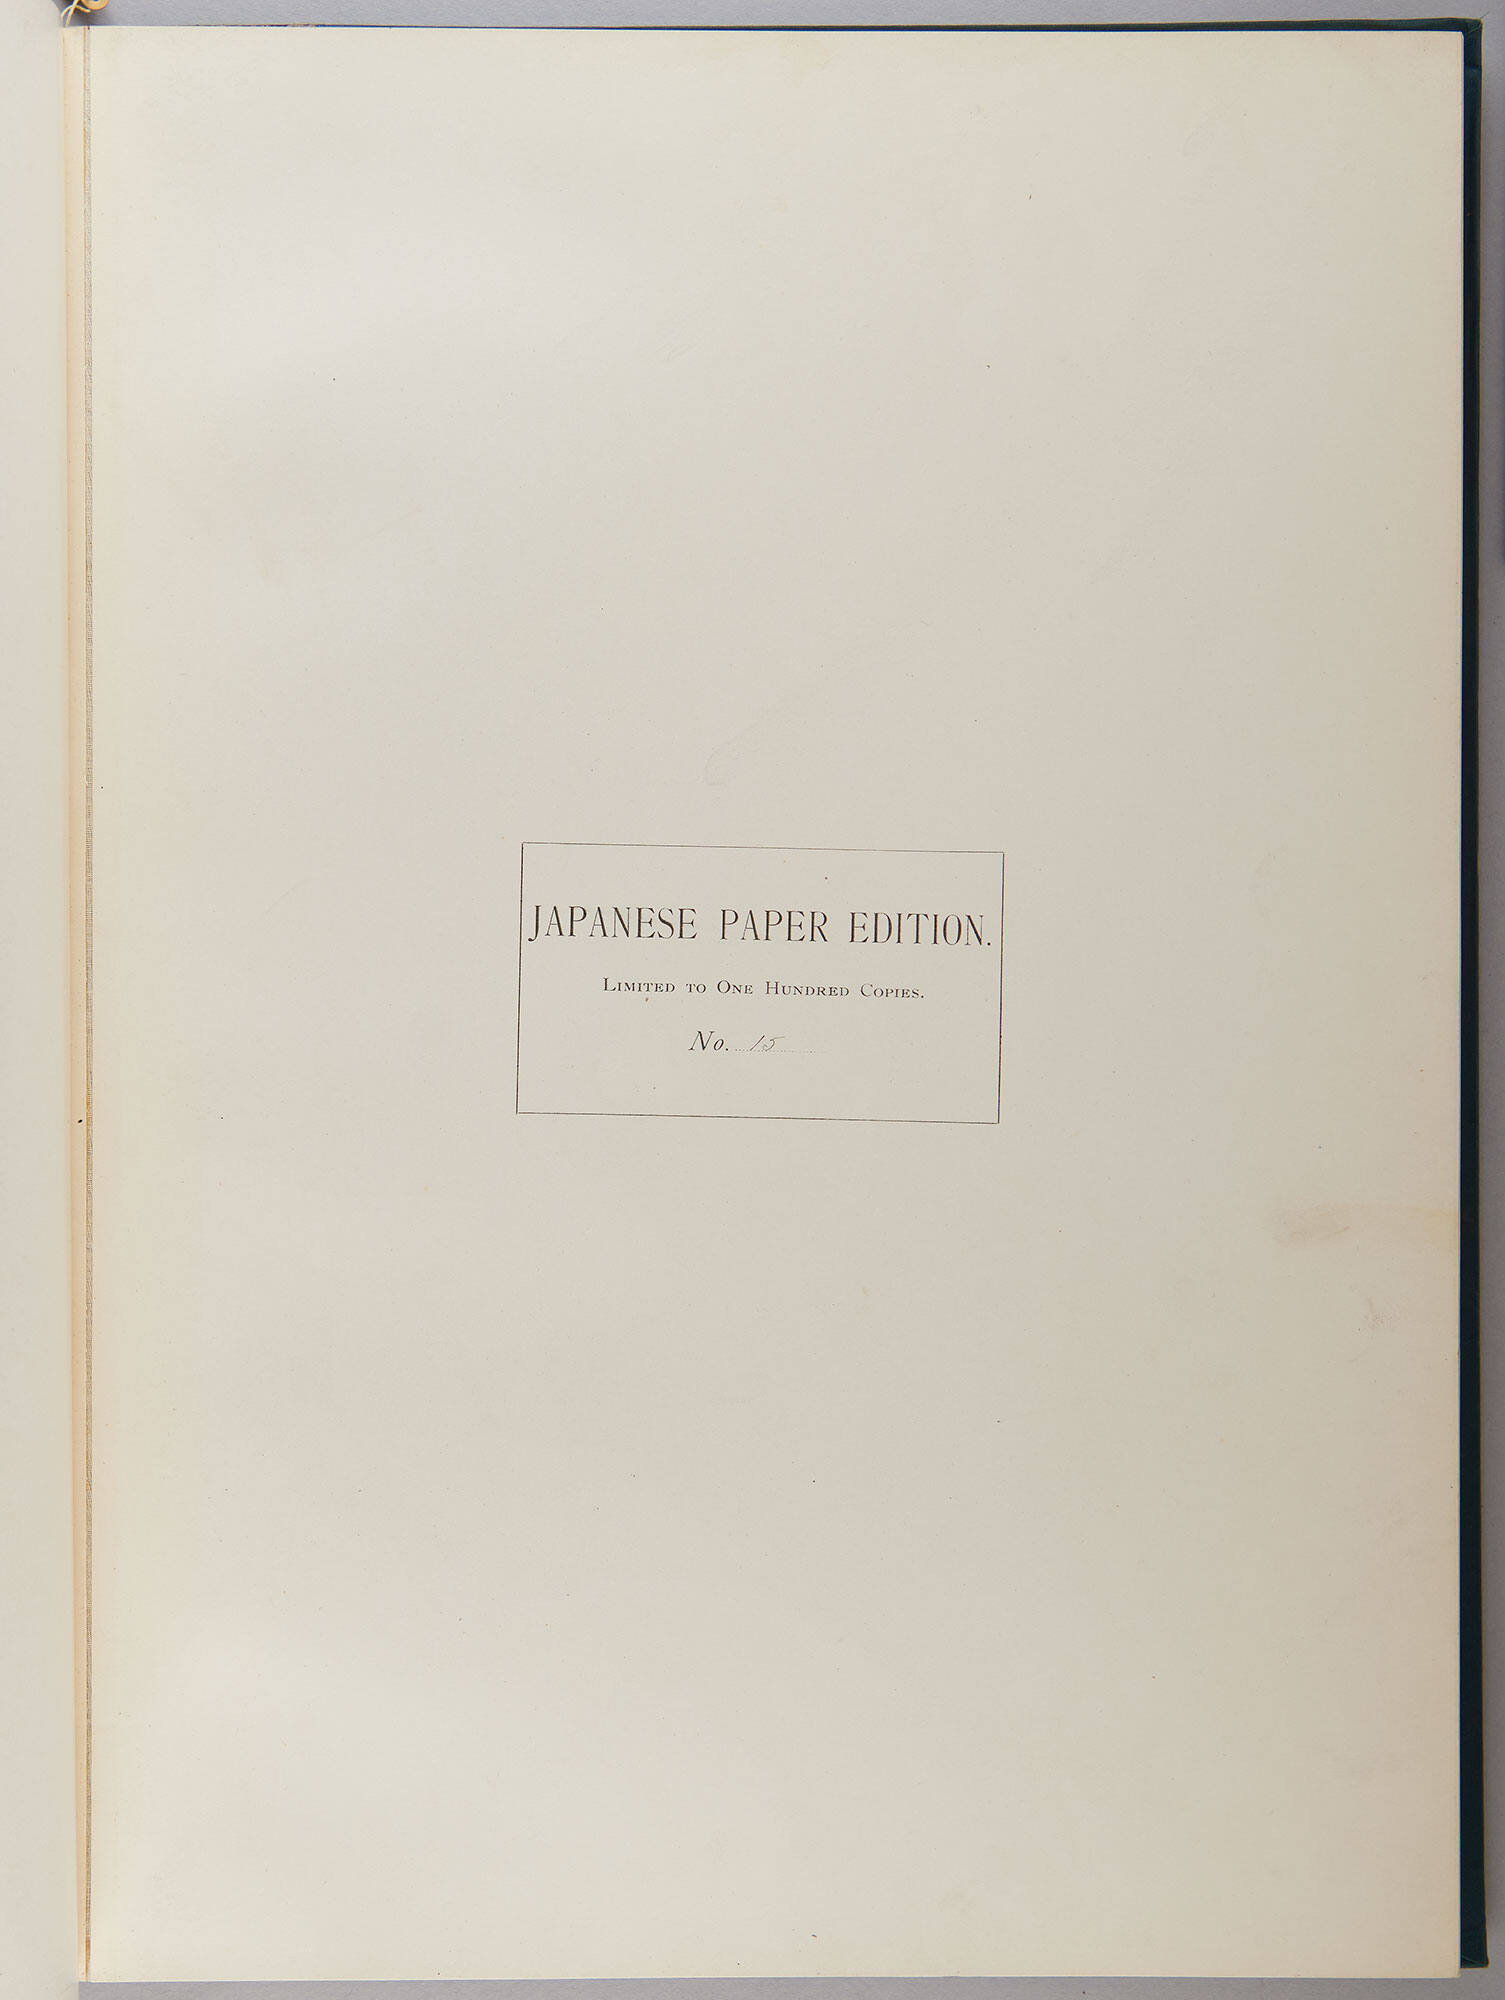 JAPANESE PAPER EDITION.
Limited to One Hundred Copies.
No. 15